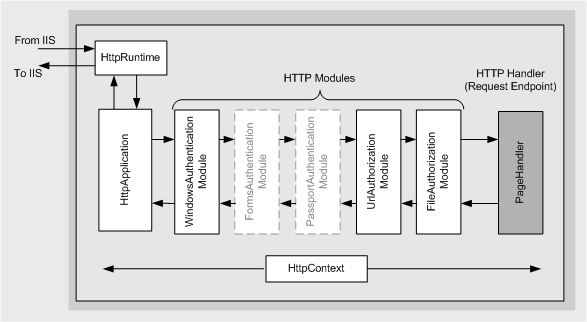 From IIS
To IIS
HttpRuntime
HTTP Modules
HTTP Handler
(Request Endpoint)
HttpApplication
WindowsAuthentication
Module
FormsAuthentication
Module
PassportAuthentication
Module
UrlAuthorization
Module
FileAuthorization
Module
PageHandler
HttpContext